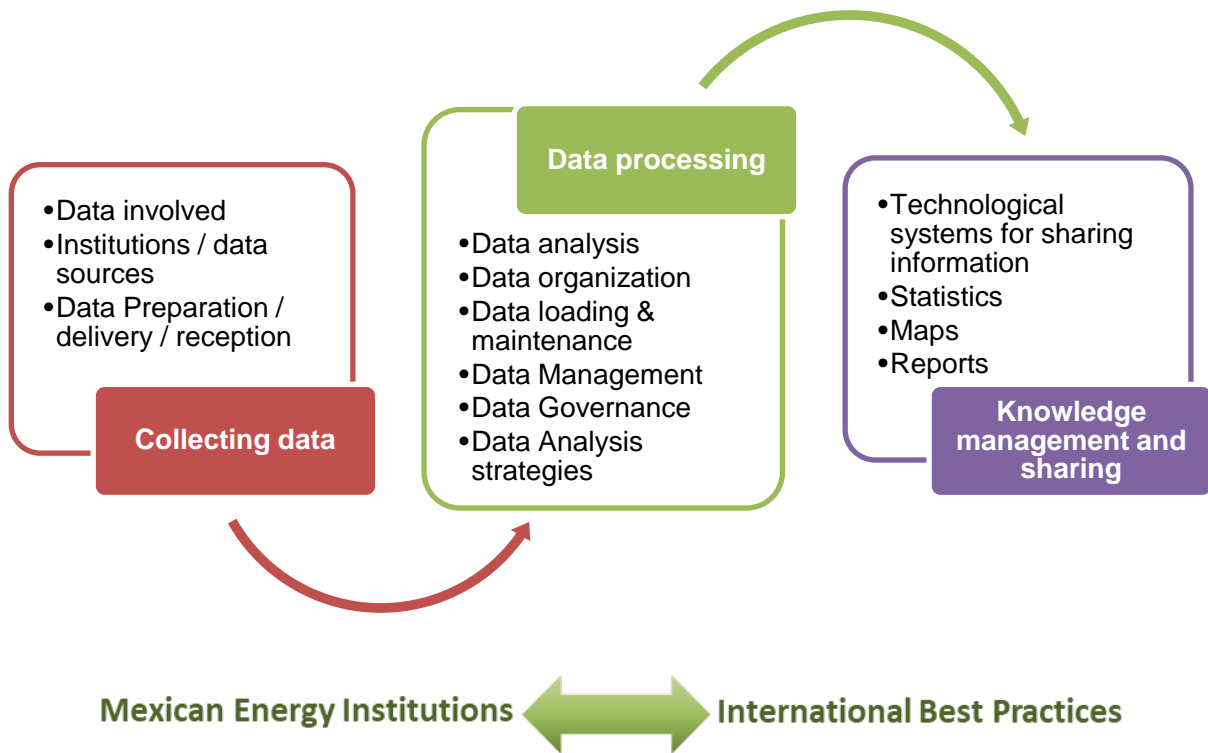 •Data involved
•Institutions / data
sources
•Data Preparation /
delivery / reception
Collecting data
Data processing
•Data analysis
•Data organization
•Data loading &
maintenance
•Data Management
•Data Governance
•Data Analysis
strategies
•Technological
systems for sharing
information
•Statistics
•Maps
•Reports
Knowledge
management and
sharing
Mexican Energy Institutions
International Best Practices